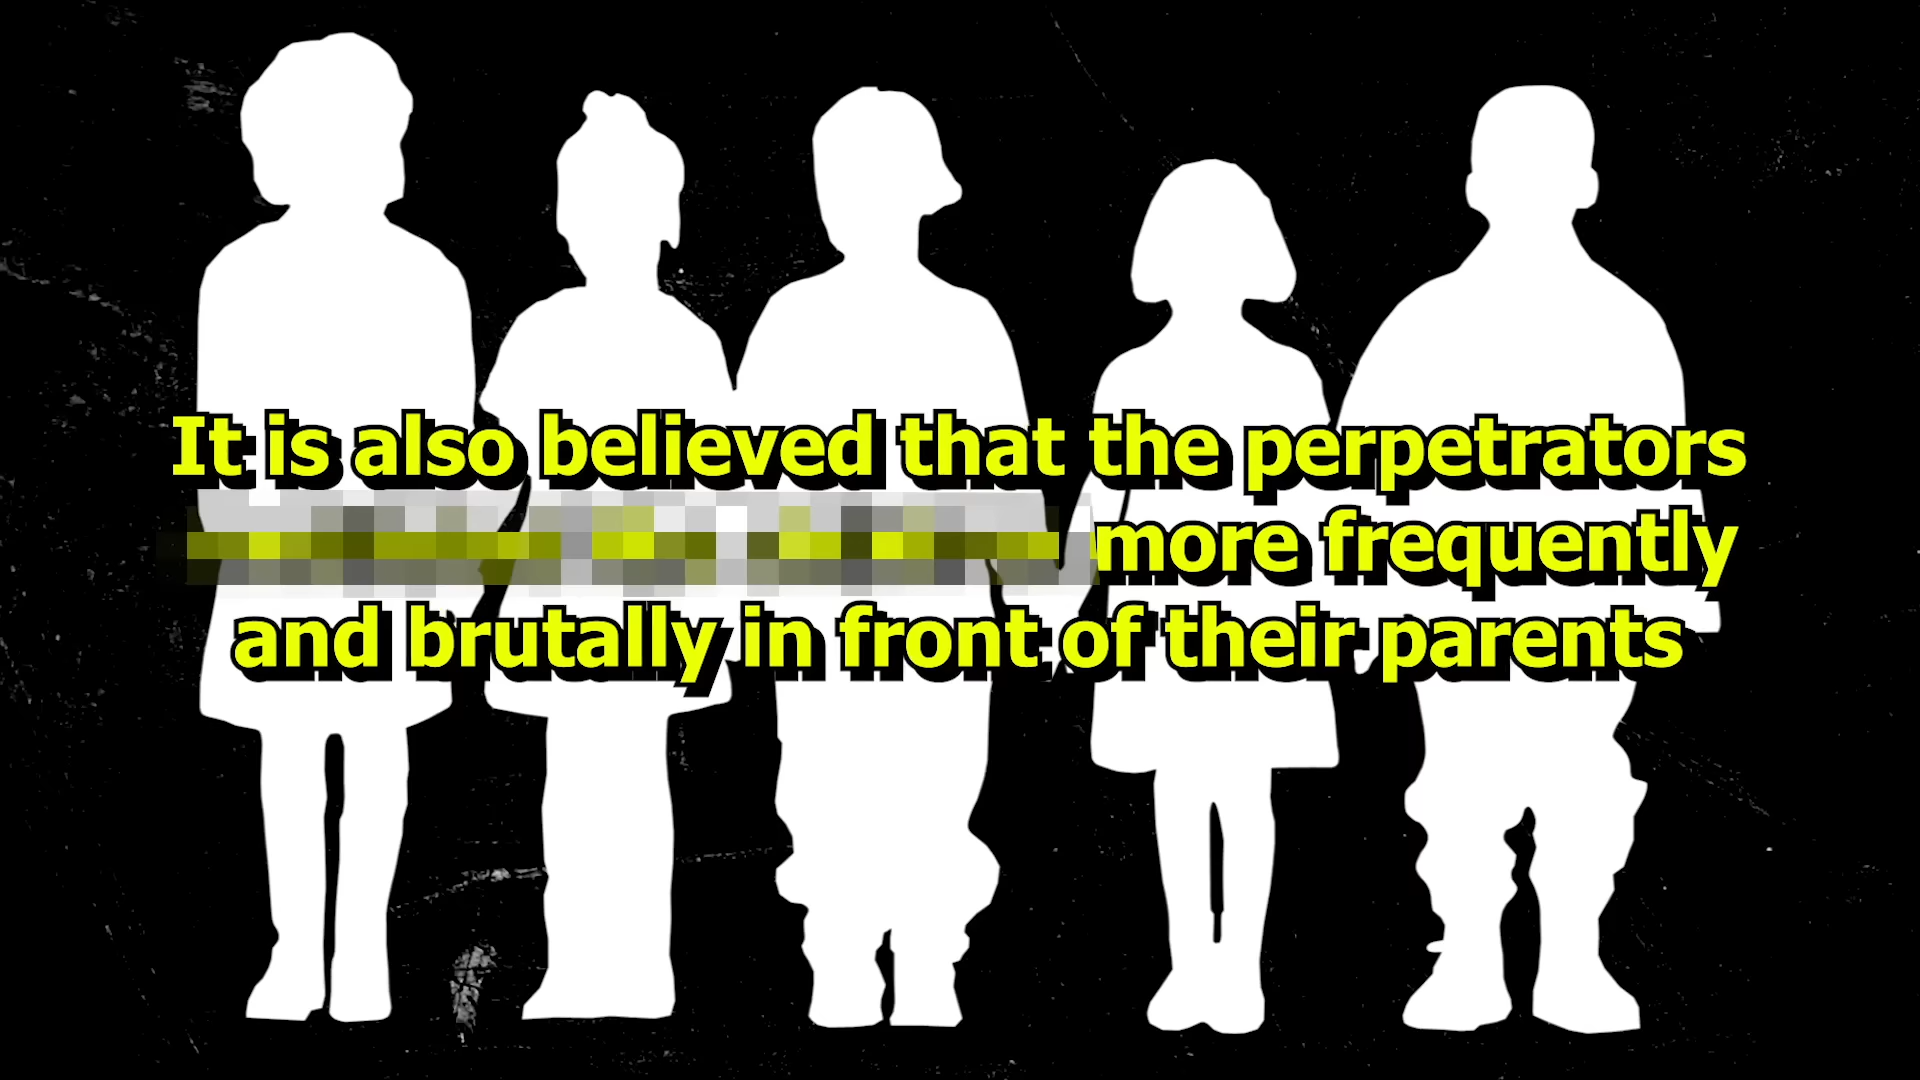 It is also believed that the perpetrators
more frequently
and brutally in front of their parents